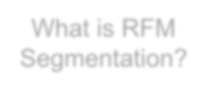 What is RFM
Segmentation?